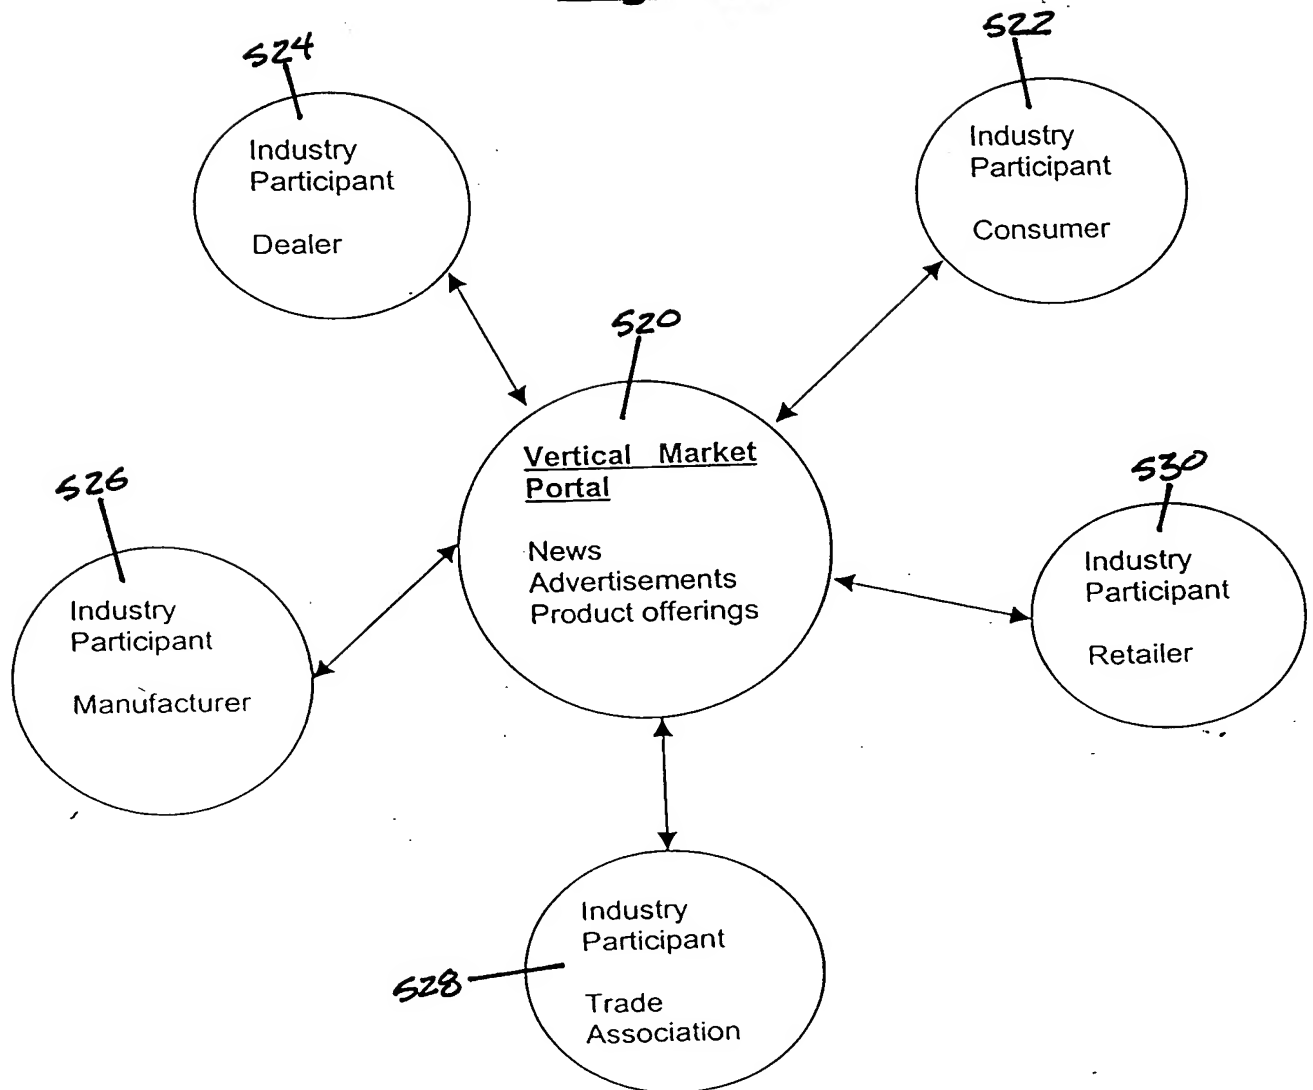 524
Industry
Participant
Dealer
522
Industry
Participant
Consumer
520
Vertical Market
Portal
News
Advertisements
Product offerings
526
Industry
Participant
Manufacturer
530
Industry
Participant
Retailer
528
Industry
Participant
Trade
Association